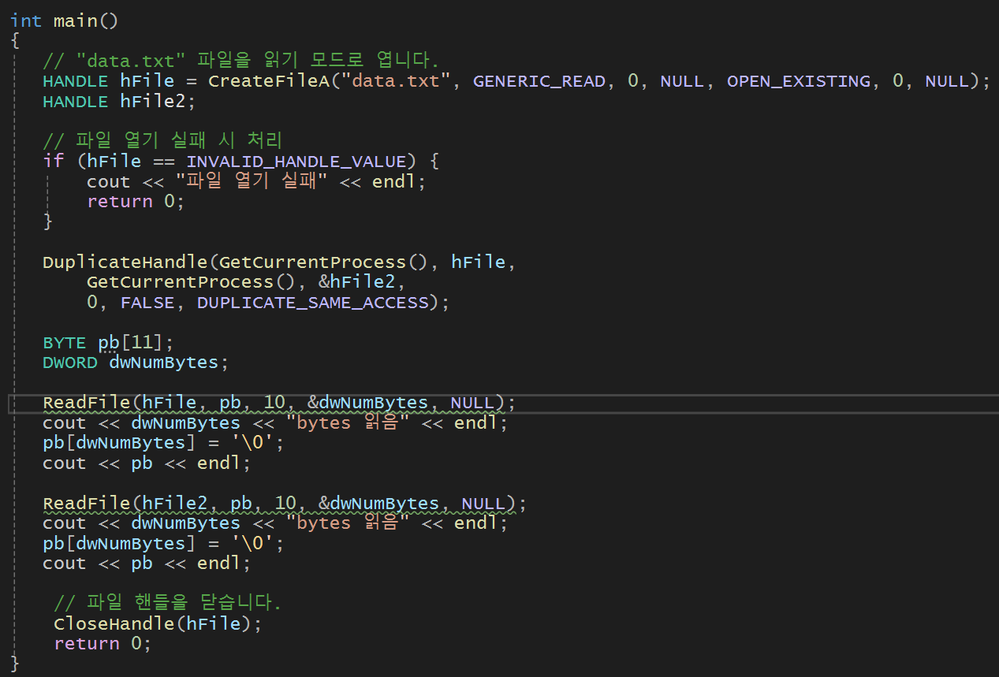 int main()
{
// "data.txt" 파일을 읽기 모드로 엽니다.
HANDLE hFile = CreateFileA("data.txt", GENERIC_READ, 0, NULL, OPEN_EXISTING, 0, NULL);
HANDLE hFile2;
// 파일 열기 실패 시 처리
if (hFile == INVALID_HANDLE_VALUE) {
cout << "파일 열기 실패" << endl;
return 0;
}
DuplicateHandle(GetCurrentProcess(), hFile,
GetCurrentProcess(), &hFile2,
0, FALSE, DUPLICATE_SAME_ACCESS);
BYTE pb[11];
DWORD dwNumBytes;
ReadFile(hFile, pb, 10, &dwNumBytes, NULL);
cout << dwNumBytes << "bytes 읽음" << endl;
pb[dwNumBytes] = '\0';
cout << pb << endl;
ReadFile(hFile2, pb, 10, &dwNumBytes, NULL);
cout << dwNumBytes << "bytes 읽음" << endl;
pb[dwNumBytes] = '\0';
cout << pb << endl;
// 파일 핸들을 닫습니다.
CloseHandle(hFile);
return 0;
}